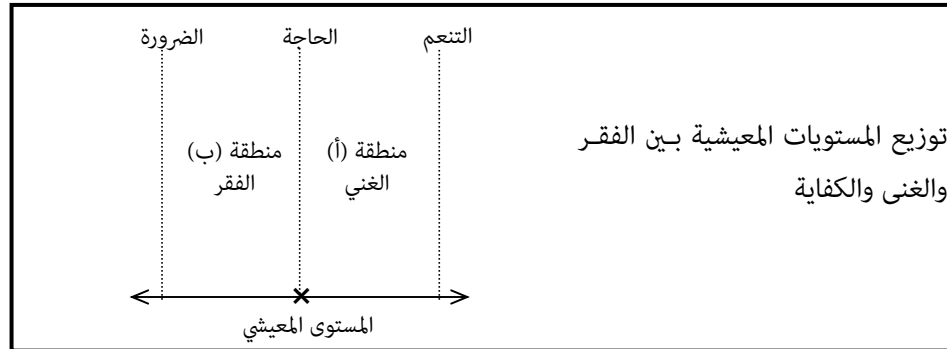 التنعم
الحاجة
الضرورة
توزيع المستويات المعيشية بين الفقر
والغنى والكفاية
منطقة (أ)
الغني
منطقة (ب)
الفقر
المستوى المعيشي